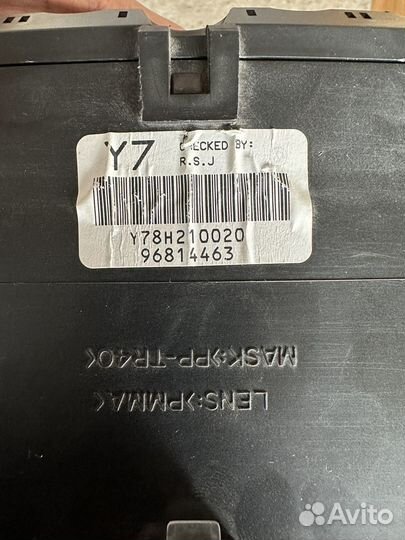 Y7 CHECKED BY:
R.S.J
Y78H210020
96814463
MASK:>PP-TR40<
LENS:>PMMA<
Avito